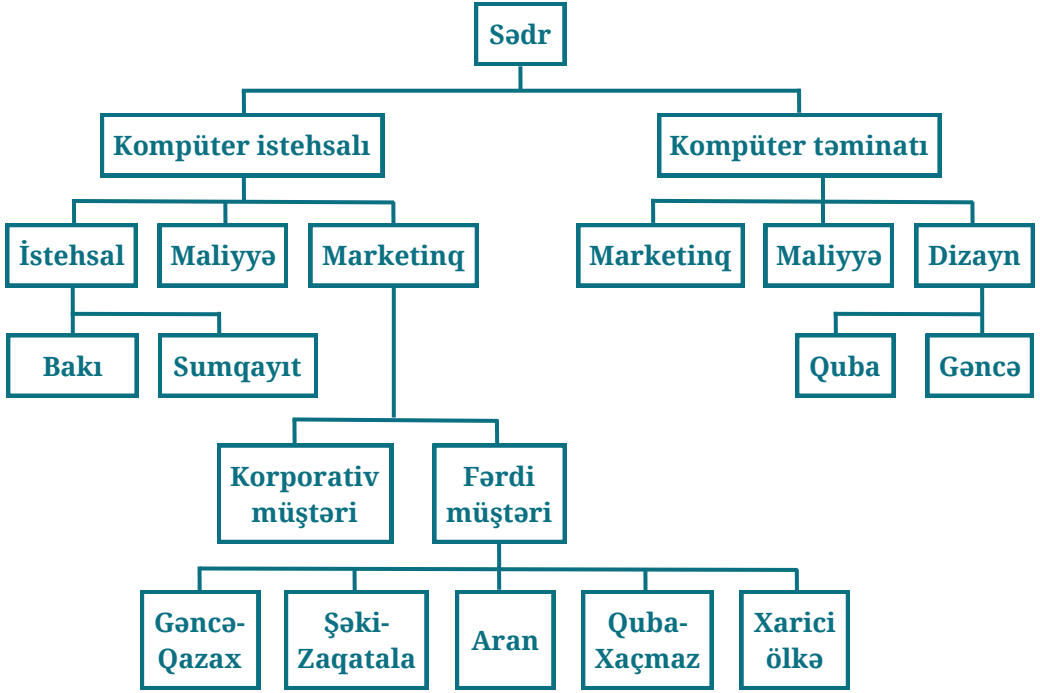 Sədr
Kompüter istehsalı
Kompüter təminatı
İstehsal
Maliyyə
Marketinq
Marketinq
Maliyyə
Dizayn
Bakı
Sumqayıt
Quba
Gəncə
Korporativ
müştəri
Fərdi
müştəri
Gəncə-
Qazax
Şəki-
Zaqatala
Aran
Quba-
Xaçmaz
Xarici
ölkə